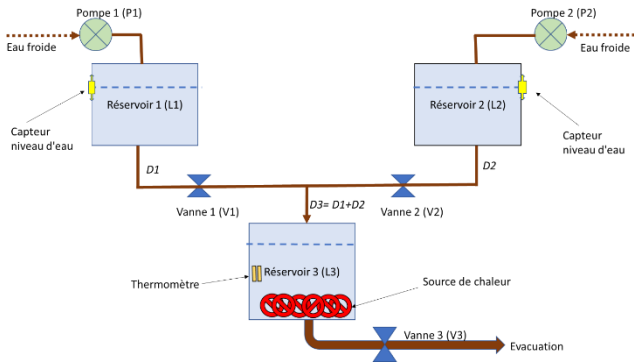 Pompe 1 (P1)
Pompe 2 (P2)
Eau froide
Eau froide
Réservoir 1 (L1)
Réservoir 2 (L2)
Capteur
niveau d'eau
Capteur
niveau d'eau
D1
D2
Vanne 1 (V1)
D3= D1+D2
Vanne 2 (V2)
Réservoir 3 (L3)
Thermomètre
Source de chaleur
Vanne 3 (V3)
Evacuation